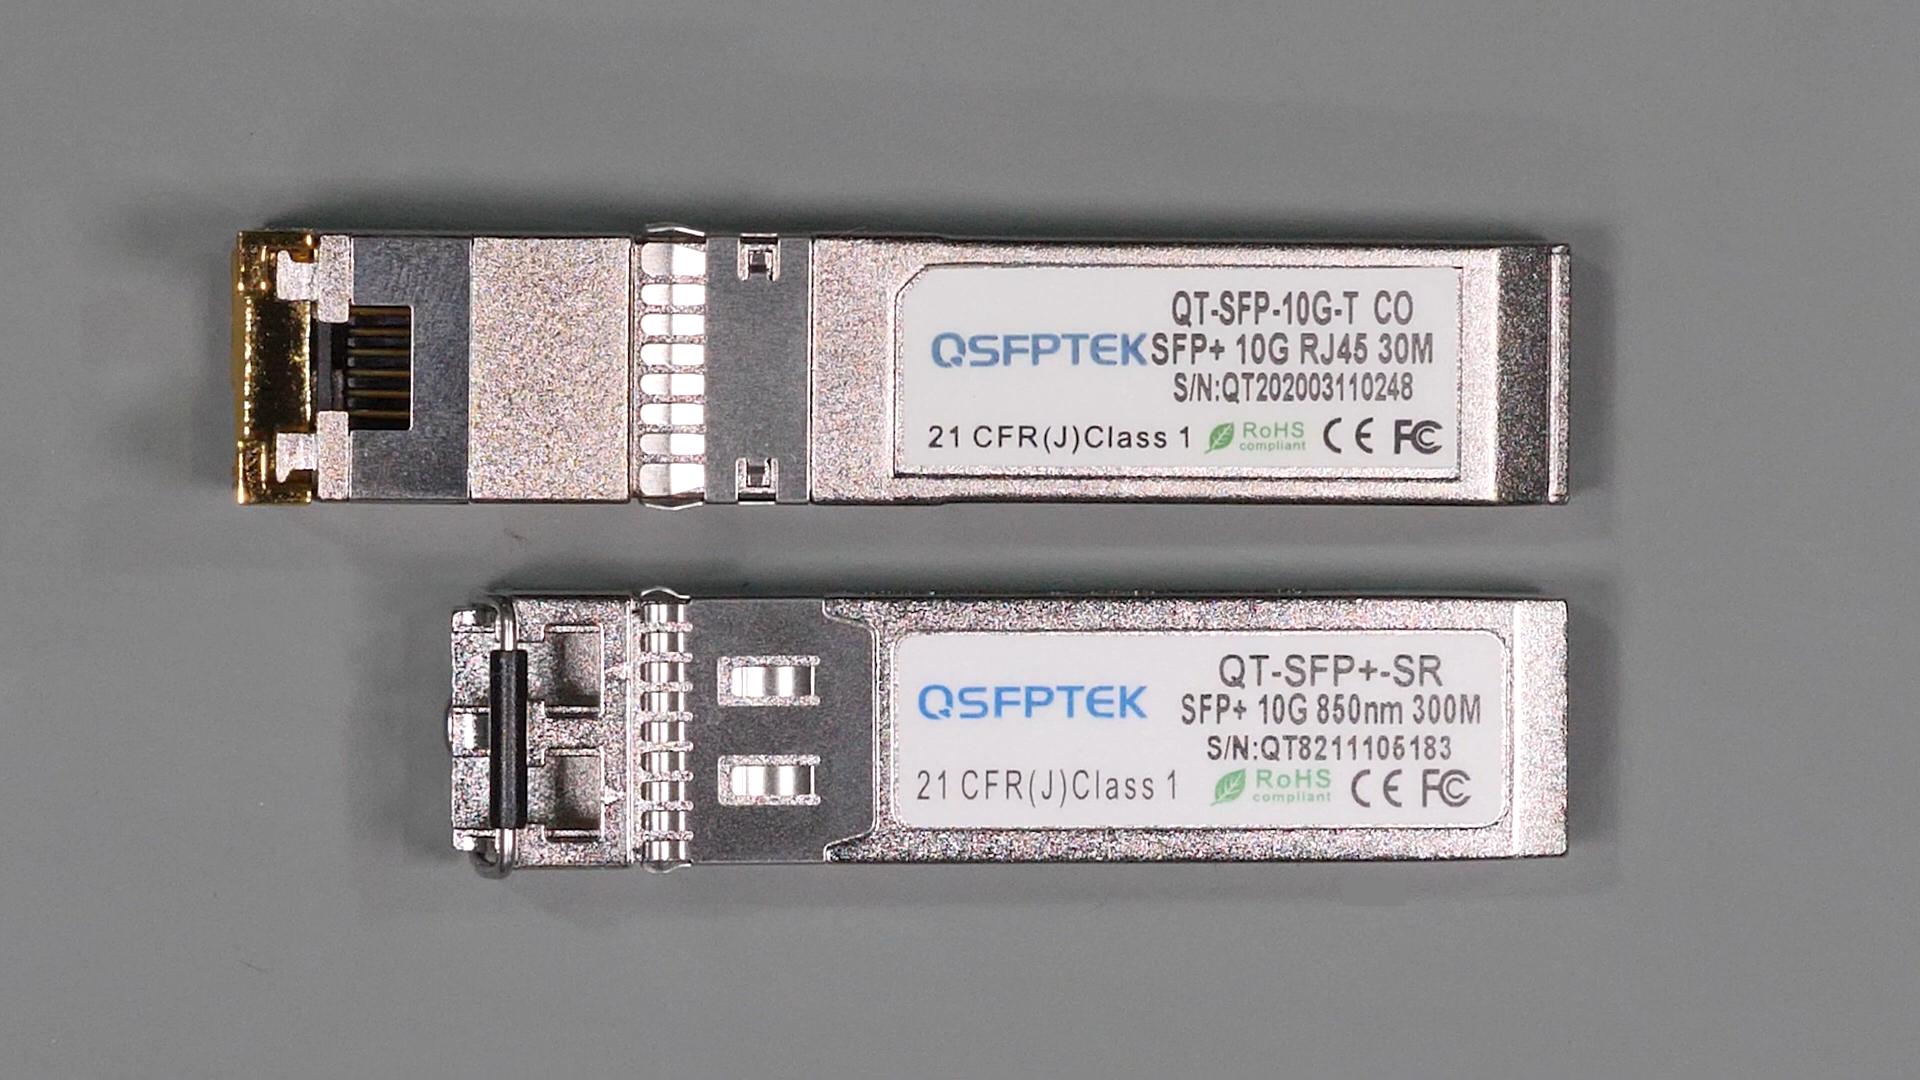 QT-SFP-10G-T CO
QSFPTEK SFP+ 10G RJ45 30M
S/N:QT202003110248
21 CFR(J)Class 1 RoHS compliant CE FC
QT-SFP+-SR
QSFPTEK SFP+ 10G 850nm 300M
S/N:QT8211105183
21 CFR(J)Class 1 RoHS compliant CE FC